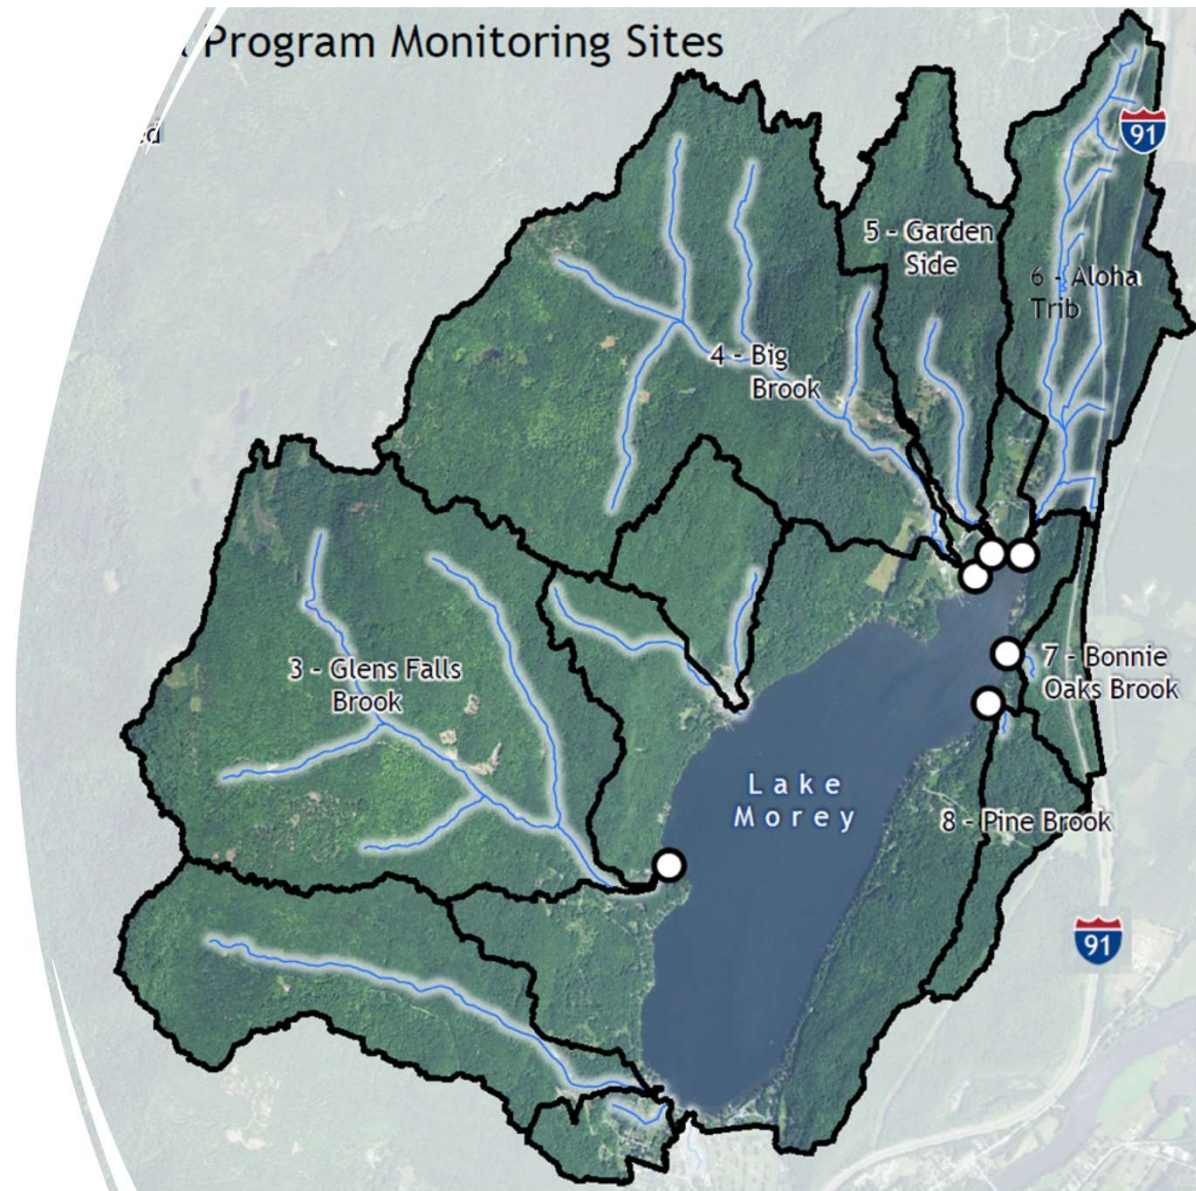 Program Monitoring Sites
91
5 - Garden
Side
6 - Aloha
Trib
4 - Big
Brook
3 - Glens Falls
Brook
7 - Bonnie
Oaks Brook
Lake
Morey
8 - Pine Brook
91